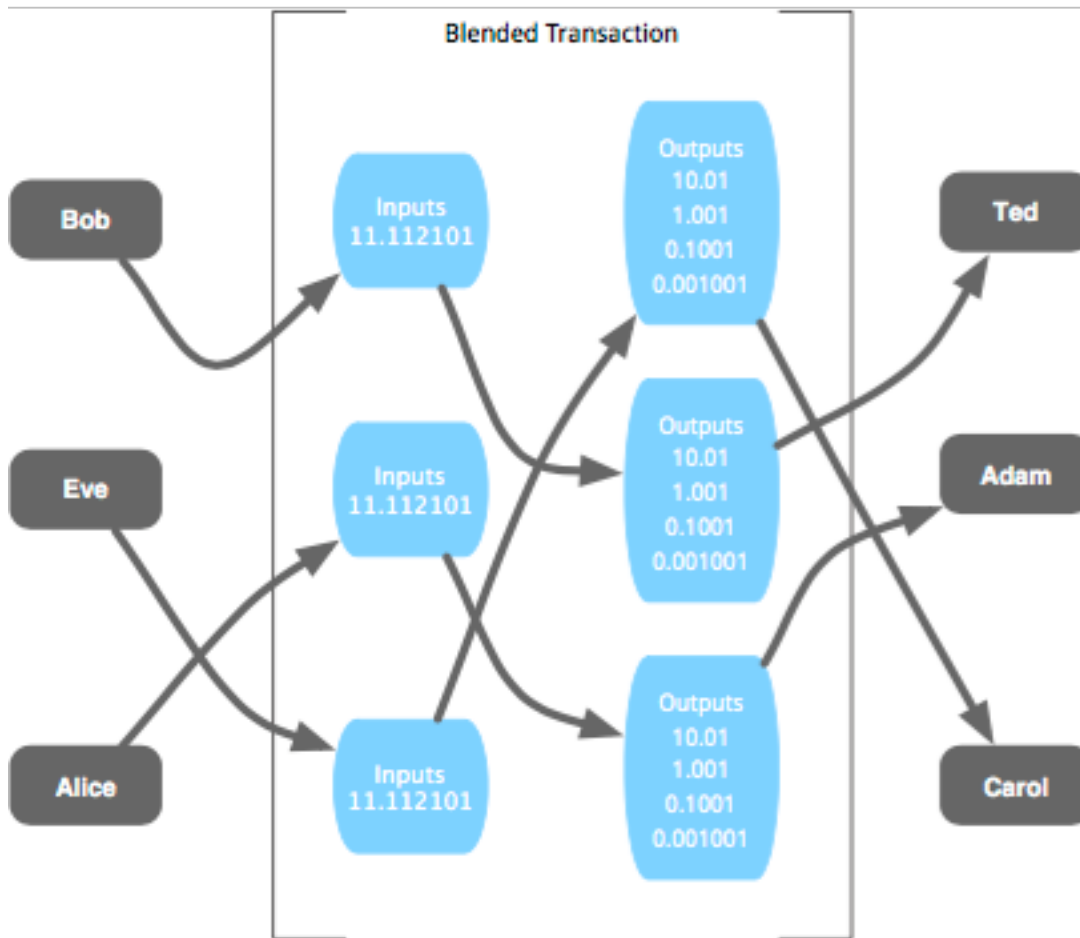 Blended Transaction
Bob
Eve
Alice
Inputs
11.112101
Inputs
11.112101
Inputs
11.112101
Outputs
10.01
1.001
0.1001
0.001001
Outputs
10.01
1.001
0.1001
0.001001
Outputs
10.01
1.001
0.1001
0.001001
Ted
Adam
Carol